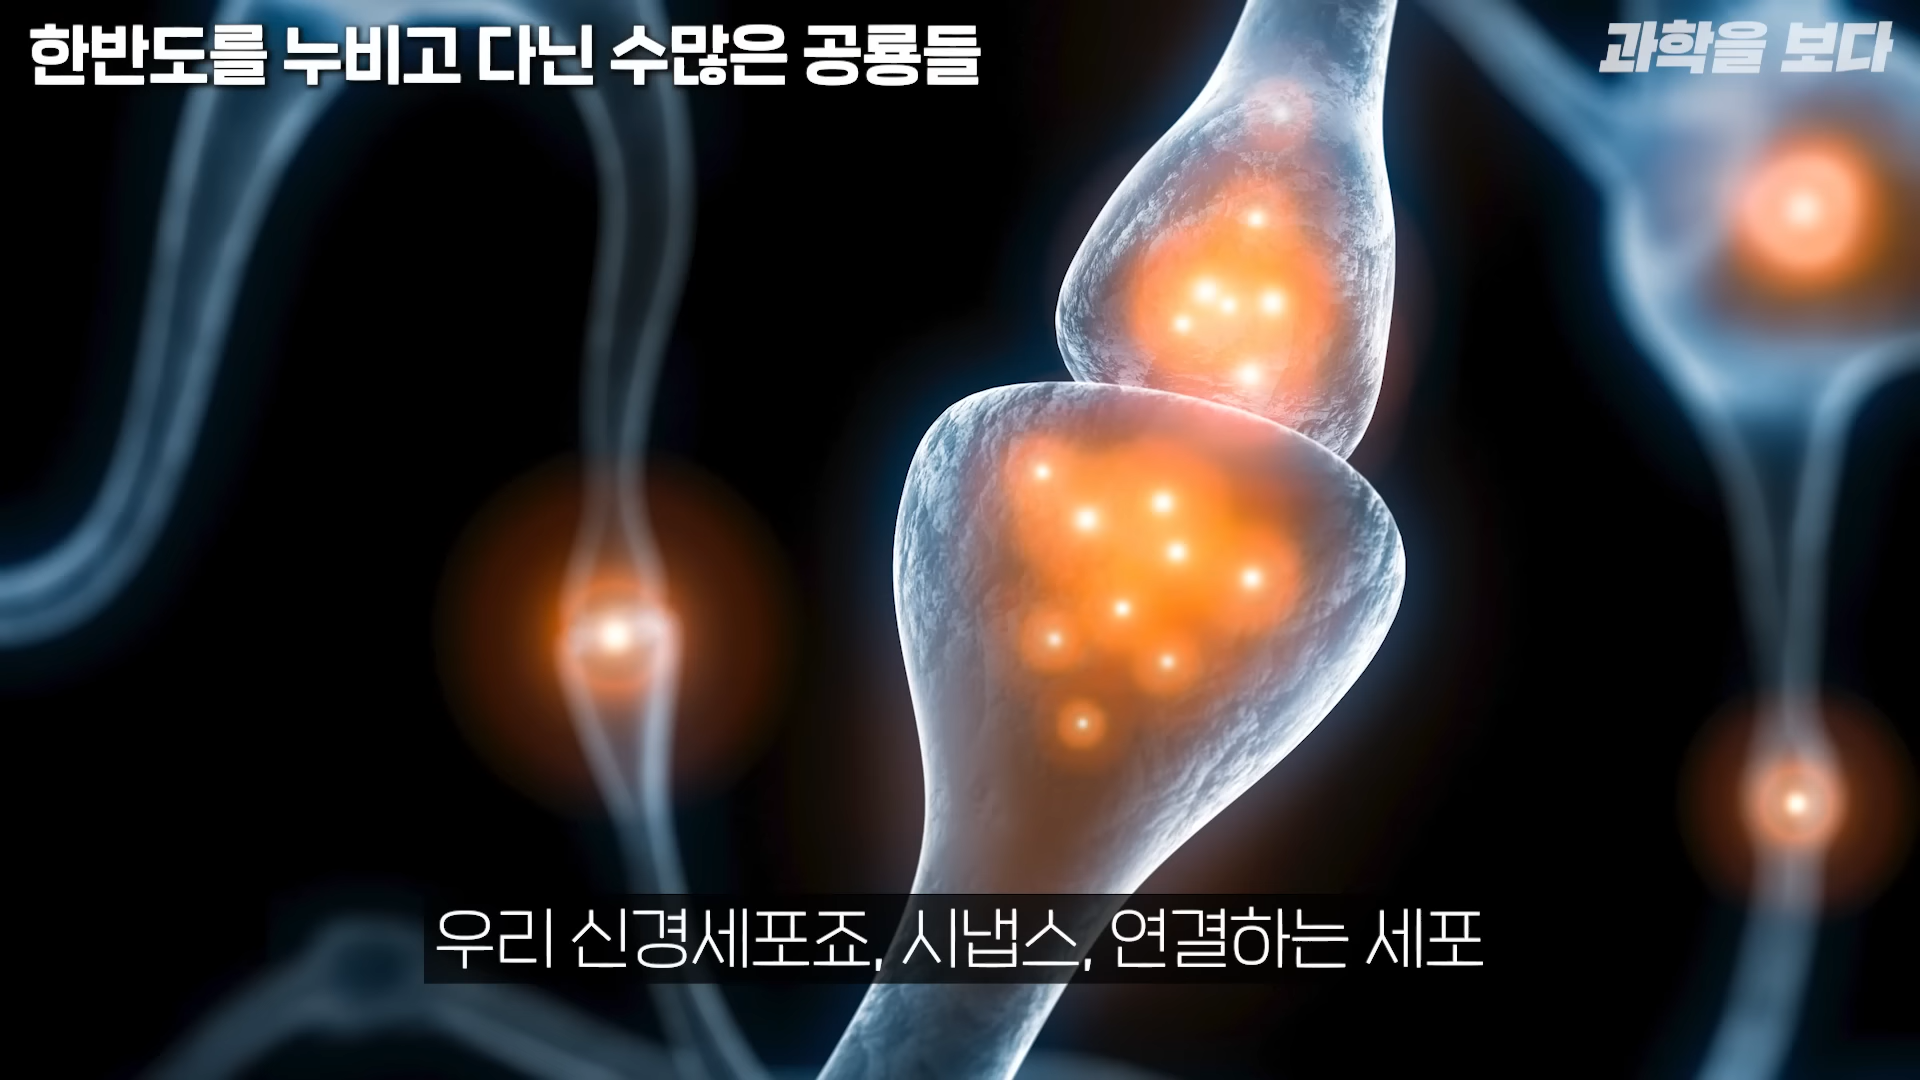 한반도를 누비고 다닌 수많은 공룡들
과학을 보다
우리 신경세포죠, 시냅스, 연결하는 세포